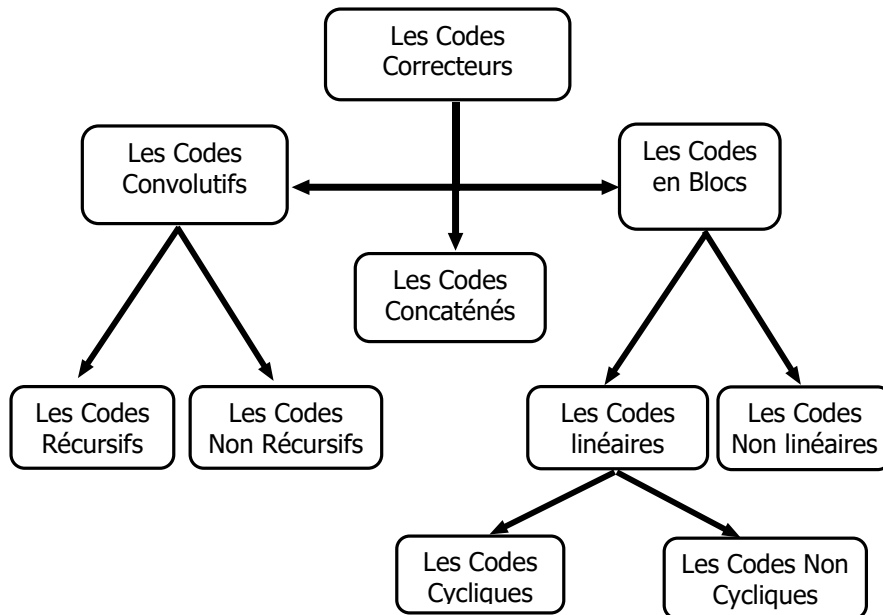 Les Codes
Correcteurs
Les Codes
Convolutifs
Les Codes
en Blocs
Les Codes
Concaténés
Les Codes
Récursifs
Les Codes
Non Récursifs
Les Codes
linéaires
Les Codes
Non linéaires
Les Codes
Cycliques
Les Codes Non
Cycliques